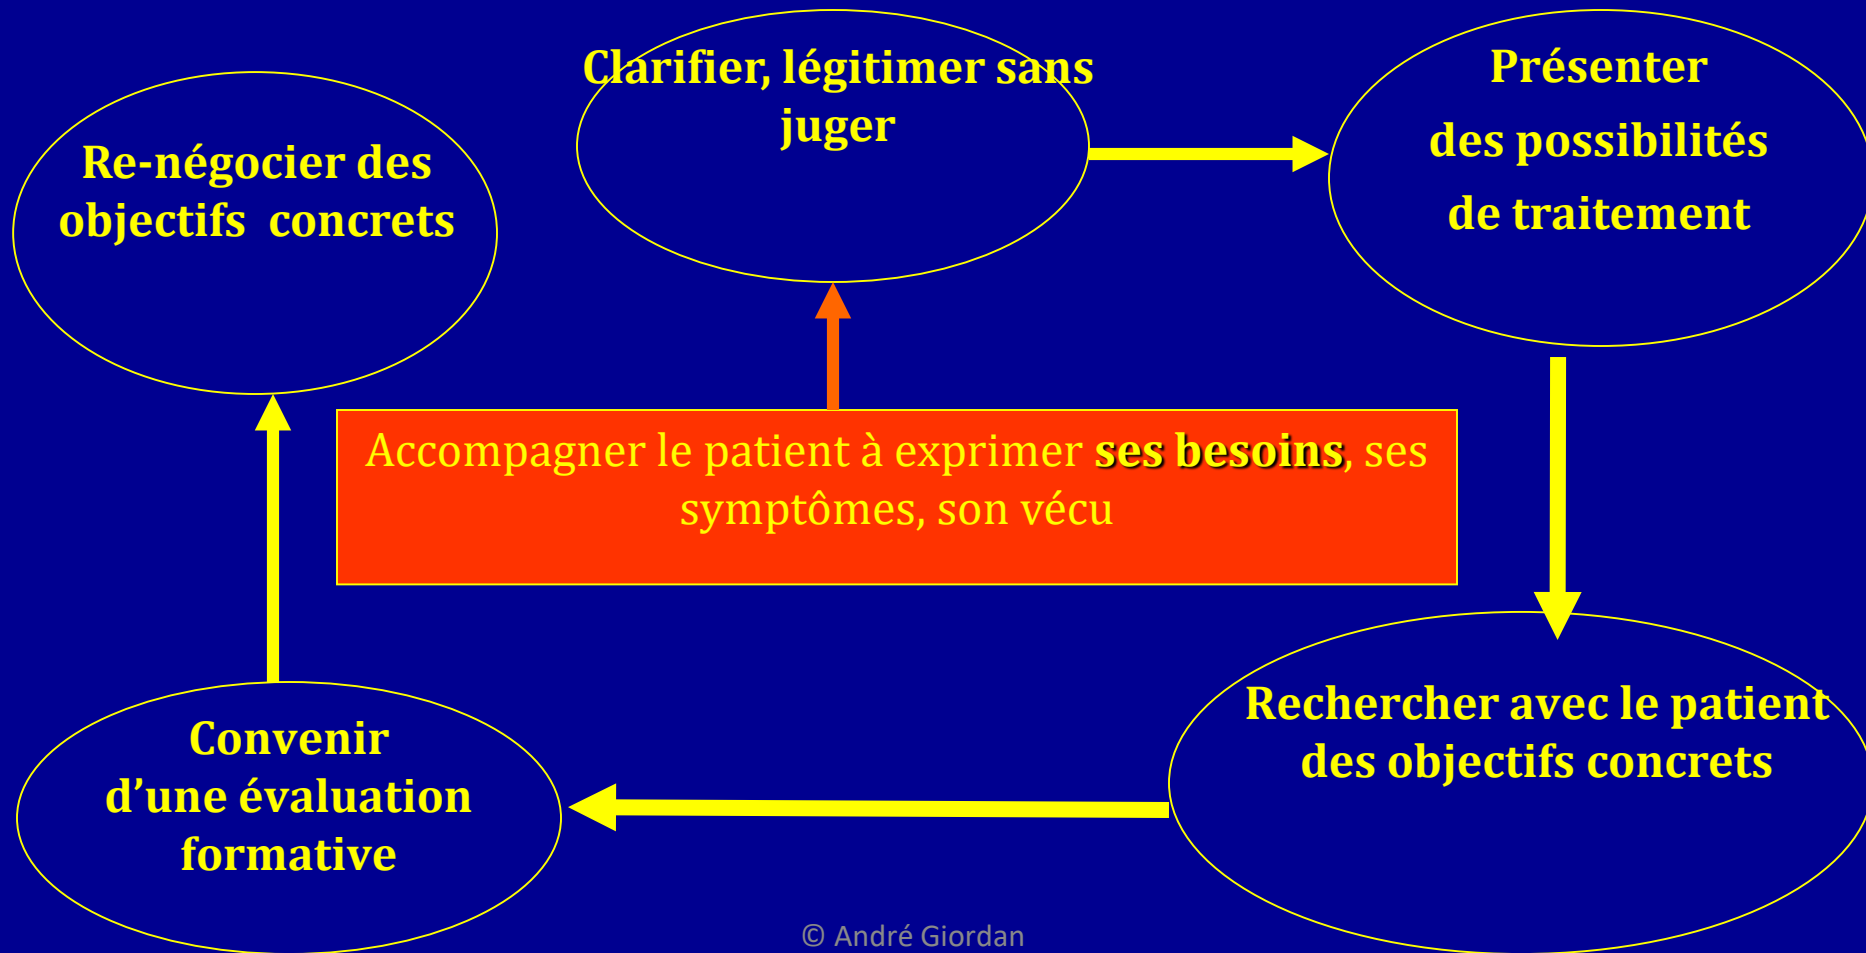 Clarifier, légitimer sans
juger
Présenter
des possibilités
de traitement
Re-négocier des
objectifs  concrets
Accompagner le patient à exprimer ses besoins, ses
symptômes, son vécu
Rechercher avec le patient
des objectifs concrets
Convenir
d’une évaluation
formative
© André Giordan